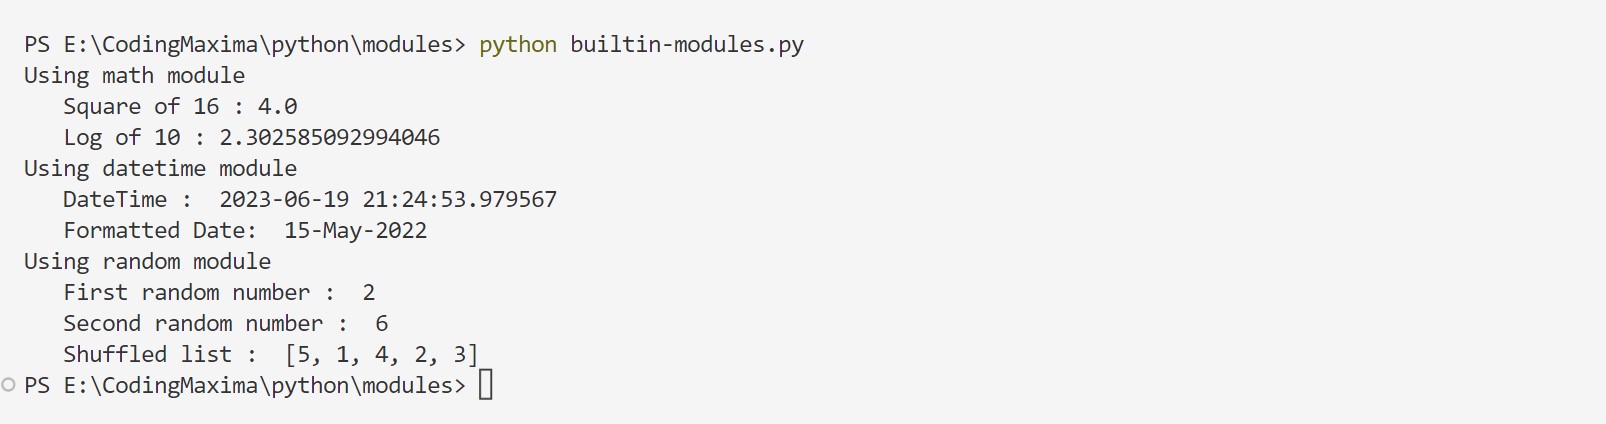 PS E:\CodingMaxima\python\modules> python builtin-modules.py
Using math module
   Square of 16 : 4.0
   Log of 10 : 2.302585092994046
Using datetime module
   DateTime :  2023-06-19 21:24:53.979567
   Formatted Date:  15-May-2022
Using random module
   First random number :  2
   Second random number :  6
   Shuffled list :  [5, 1, 4, 2, 3]
PS E:\CodingMaxima\python\modules>